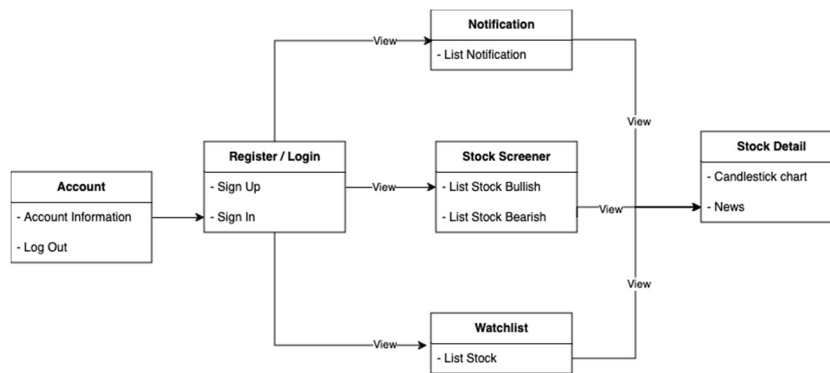 Notification
- List Notification
View
View
Register / Login
- Sign Up
- Sign In
View
Stock Screener
- List Stock Bullish
- List Stock Bearish
View
Stock Detail
- Candlestick chart
- News
Account
- Account Information
- Log Out
View
View
Watchlist
- List Stock